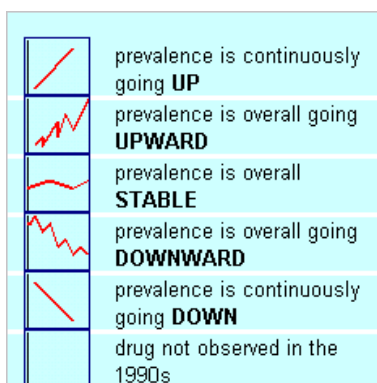 prevalence is continuously
going UP
prevalence is overall going
UPWARD
prevalence is overall
STABLE
prevalence is overall going
DOWNWARD
prevalence is continuously
going DOWN
drug not observed in the
1990s